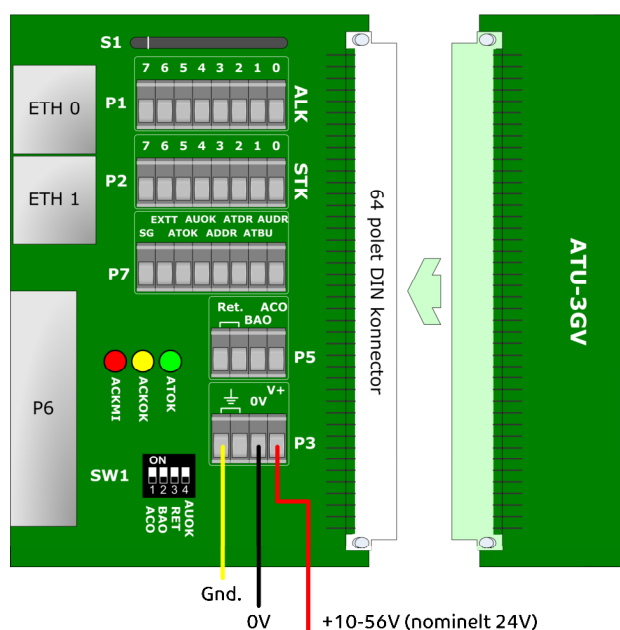 S1
7 6 5 4 3 2 1 0
ETH 0
P1
ALK
7 6 5 4 3 2 1 0
ETH 1
P2
STK
EXTT AUOK ATDR AUDR
SG ATOK ADDR ATBU
P7
Ret. ACO
BAO
P5
ACKMI
ACKOK
ATOK
V+
0V
P3
P6
SW1
ON
1 2 3 4
ACO
BAO
RET
AUOK
64 polet DIN konnector
ATU-3GV
Gnd.
0V
+10-56V (nominelt 24V)